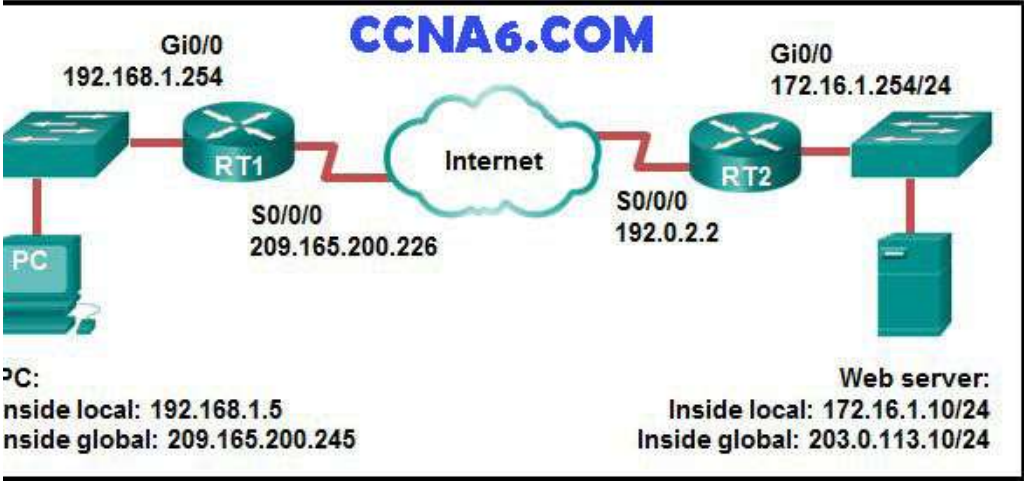 CCNA6.COM
Gi0/0
192.168.1.254
Gi0/0
172.16.1.254/24
RT1
Internet
RT2
S0/0/0
209.165.200.226
S0/0/0
192.0.2.2
PC
PC:
nside local: 192.168.1.5
nside global: 209.165.200.245
Web server:
Inside local: 172.16.1.10/24
Inside global: 203.0.113.10/24